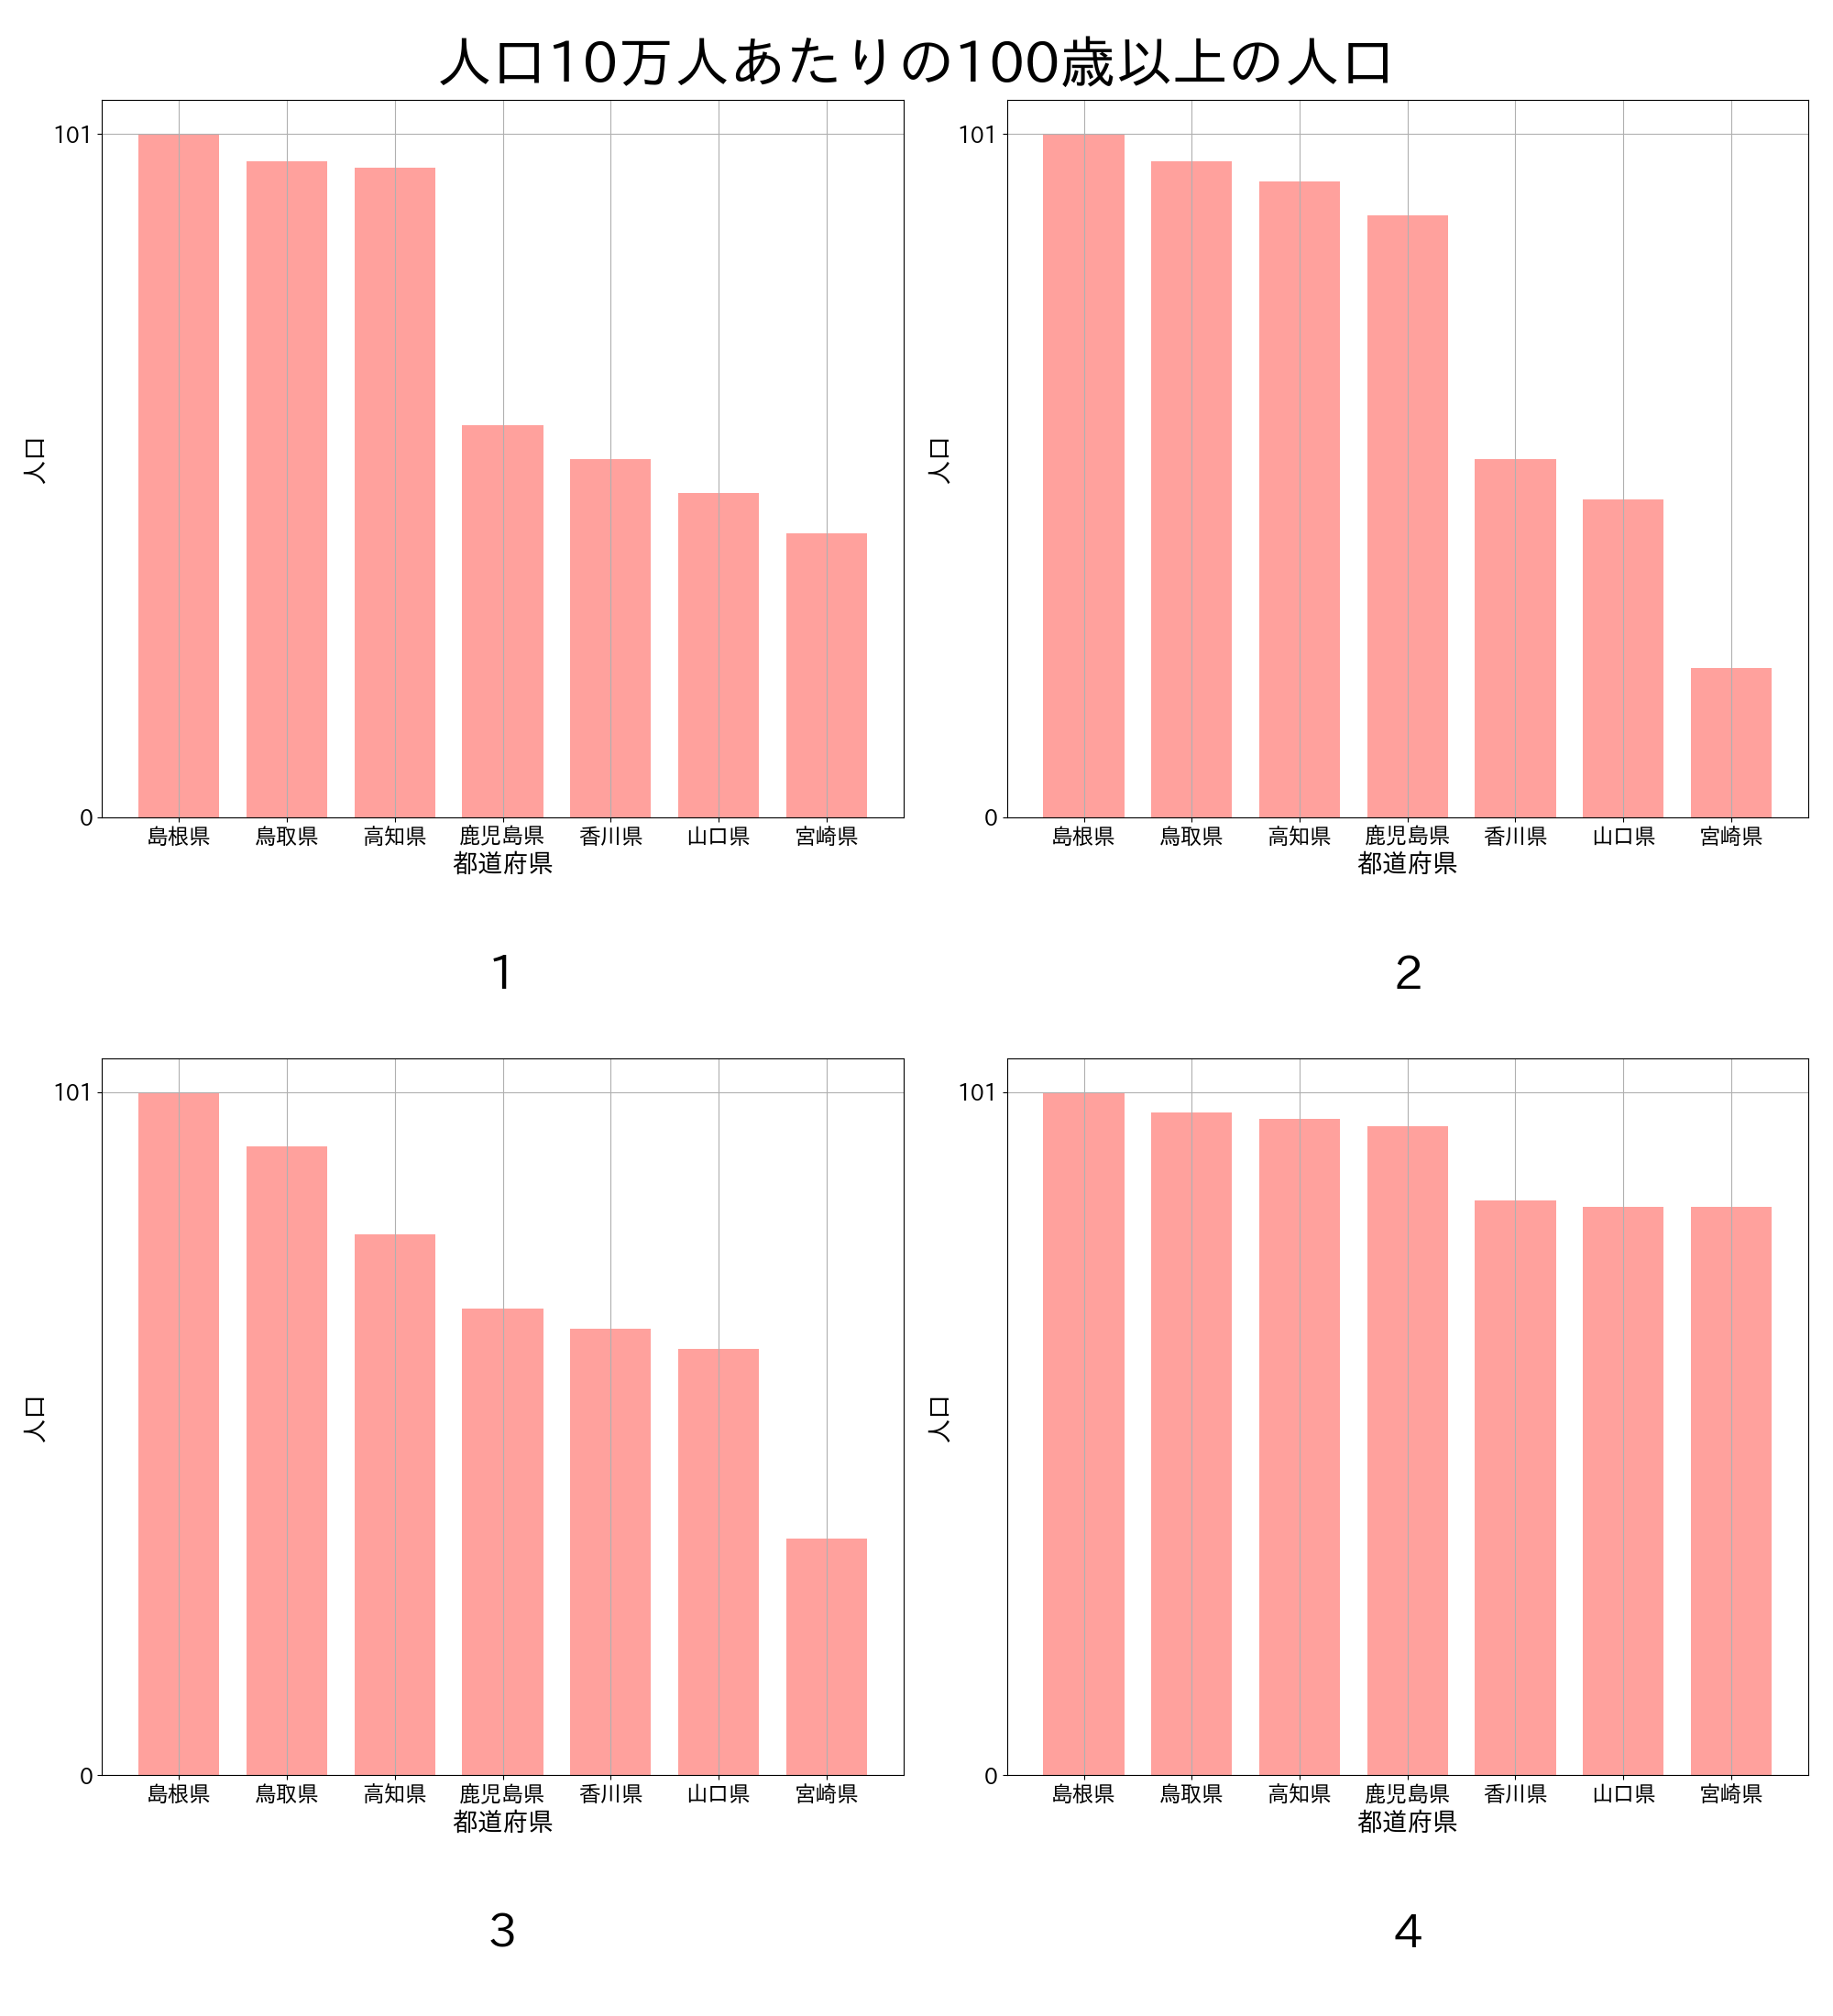 人口10万人あたりの100歳以上の人口
101
0
人口
島根県 鳥取県 高知県 鹿児島県 香川県 山口県 宮崎県
都道府県
1
101
0
人口
島根県 鳥取県 高知県 鹿児島県 香川県 山口県 宮崎県
都道府県
2
101
0
人口
島根県 鳥取県 高知県 鹿児島県 香川県 山口県 宮崎県
都道府県
3
101
0
人口
島根県 鳥取県 高知県 鹿児島県 香川県 山口県 宮崎県
都道府県
4